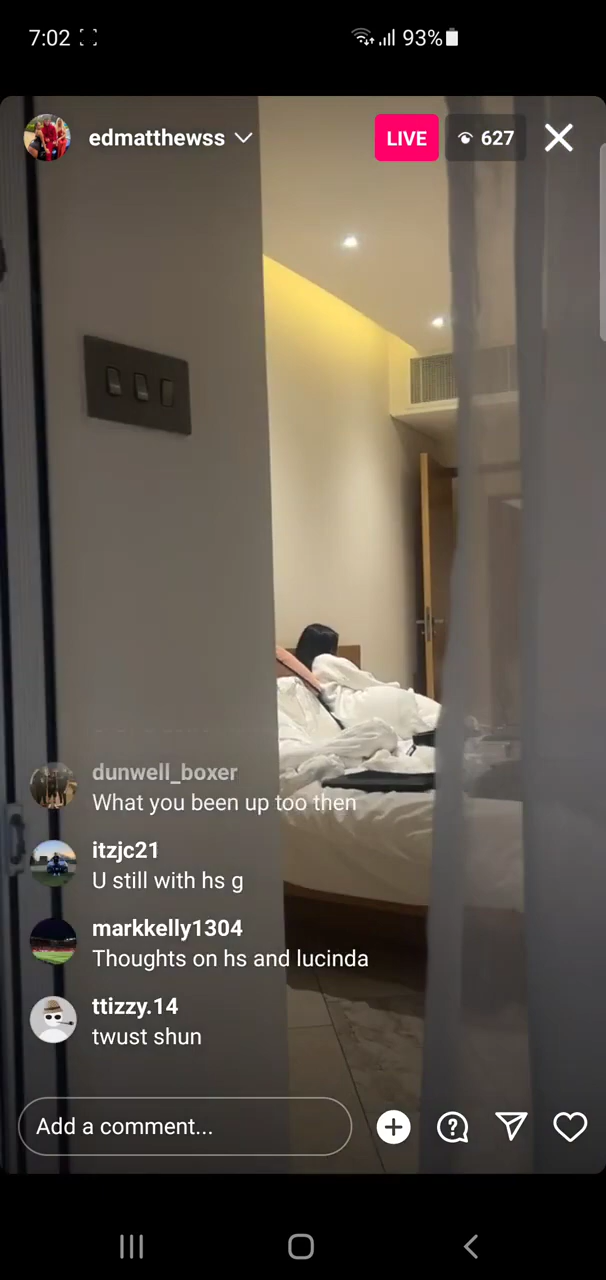 7:02
93%
edmatthewss
LIVE
627
dunwell_boxer
What you been up too then
itzjc21
U still with hs g
markkelly1304
Thoughts on hs and lucinda
ttizzy.14
twust shun
Add a comment...